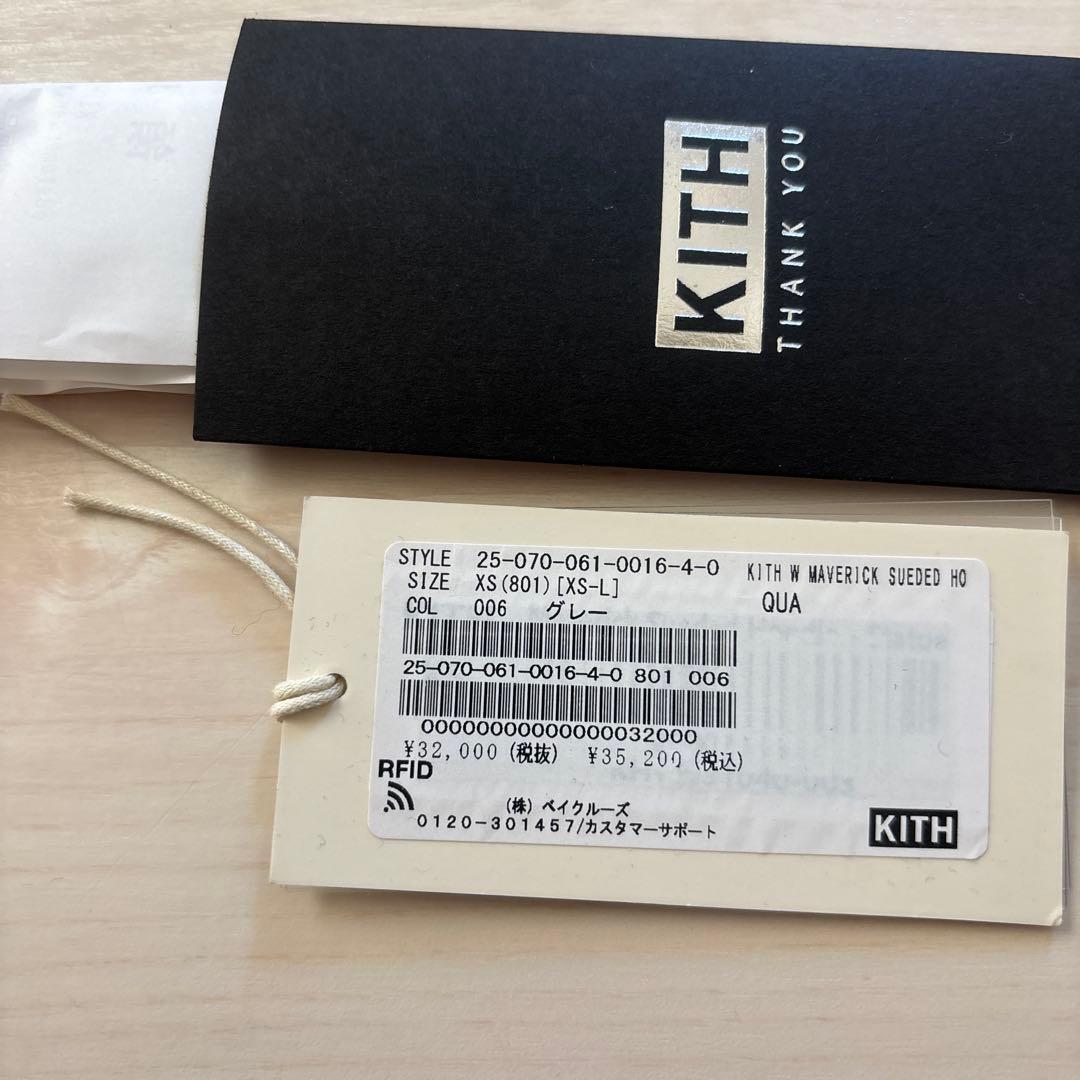 KITH
THANK YOU
STYLE 25-070-061-0016-4-0
SIZE XS(801)[XS-L]
COL 006 グレー
KITH W MAVERICK SUEDED HO
QUA
25-070-061-0016-4-0 801 006
00000000000000032000
¥32,000(税抜) ¥35,200(税込)
RFID
(株) ベイクルーズ
0120-301457/カスタマーサポート
KITH